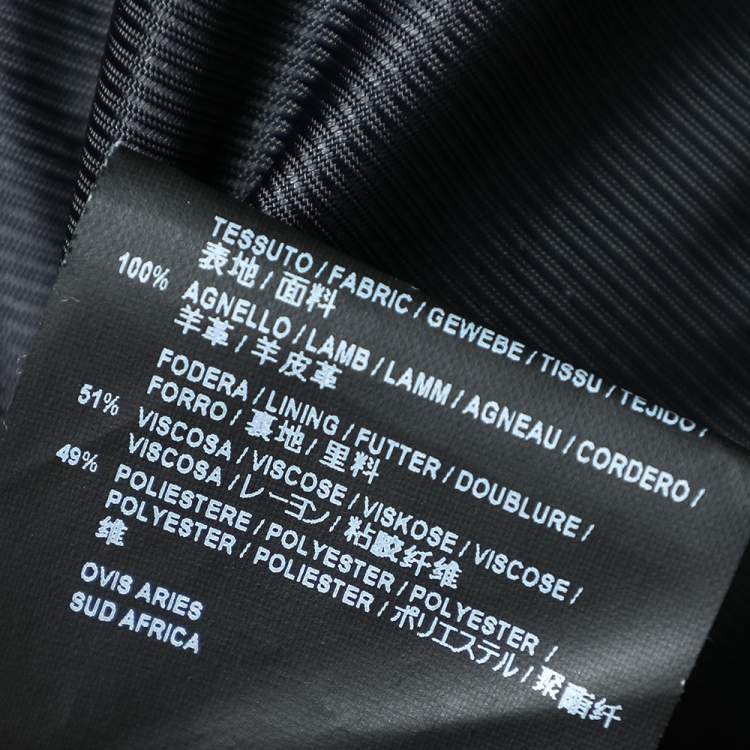 TESSUTO / FABRIC / GEWEBE / TISSU / TEJIDO /
表地 / 面料
100% AGNELLO / LAMB / LAMM / AGNEAU / CORDERO /
羊革 / 羊皮革
FODERA / LINING / FUTTER / DOUBLURE /
FORRO / 裏地 / 里料
51% VISCOSA / VISCOSE / VISKOSE / VISCOSE /
VISCOSA / レーヨン / 粘胶纤维
49% POLIESTERE / POLYESTER / POLYESTER /
POLYESTER / POLIESTER / ポリエステル / 聚酯纤
维
OVIS ARIES
SUD AFRICA